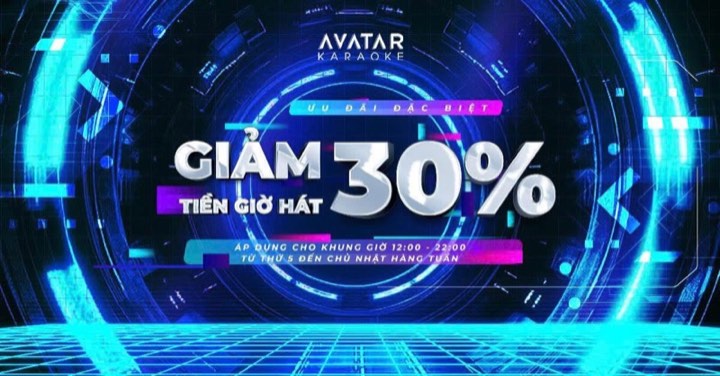 AVATAR
KARAOKE
ƯU ĐÃI ĐẶC BIỆT
GIẢM 30%
TIỀN GIỜ HÁT
ÁP DỤNG CHO KHUNG GIỜ 12:00 - 22:00
TỪ THỨ 5 ĐẾN CHỦ NHẬT HÀNG TUẦN